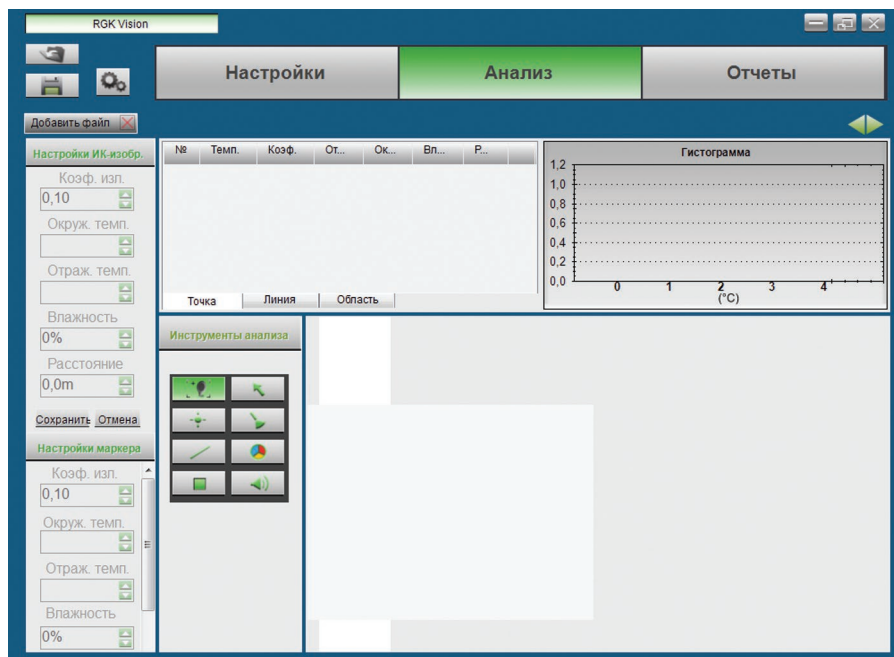 RGK Vision
Настройки
Анализ
Отчеты
Добавить файл
Настройки ИК-изобр.
Коэф. изл.
0,10
Окруж. темп.
Отраж. темп.
Влажность
0%
Расстояние
0,0m
Сохранить Отмена
Настройки маркера
Коэф. изл.
0,10
Окруж. темп.
Отраж. темп.
Влажность
0%
№ Темп. Коэф. От... Ок... Вл... Р...
Точка Линия Область
Гистограмма
1,2
1,0
0,8
0,6
0,4
0,2
0,0
0 1 2 3 4
(°C)
Инструменты анализа